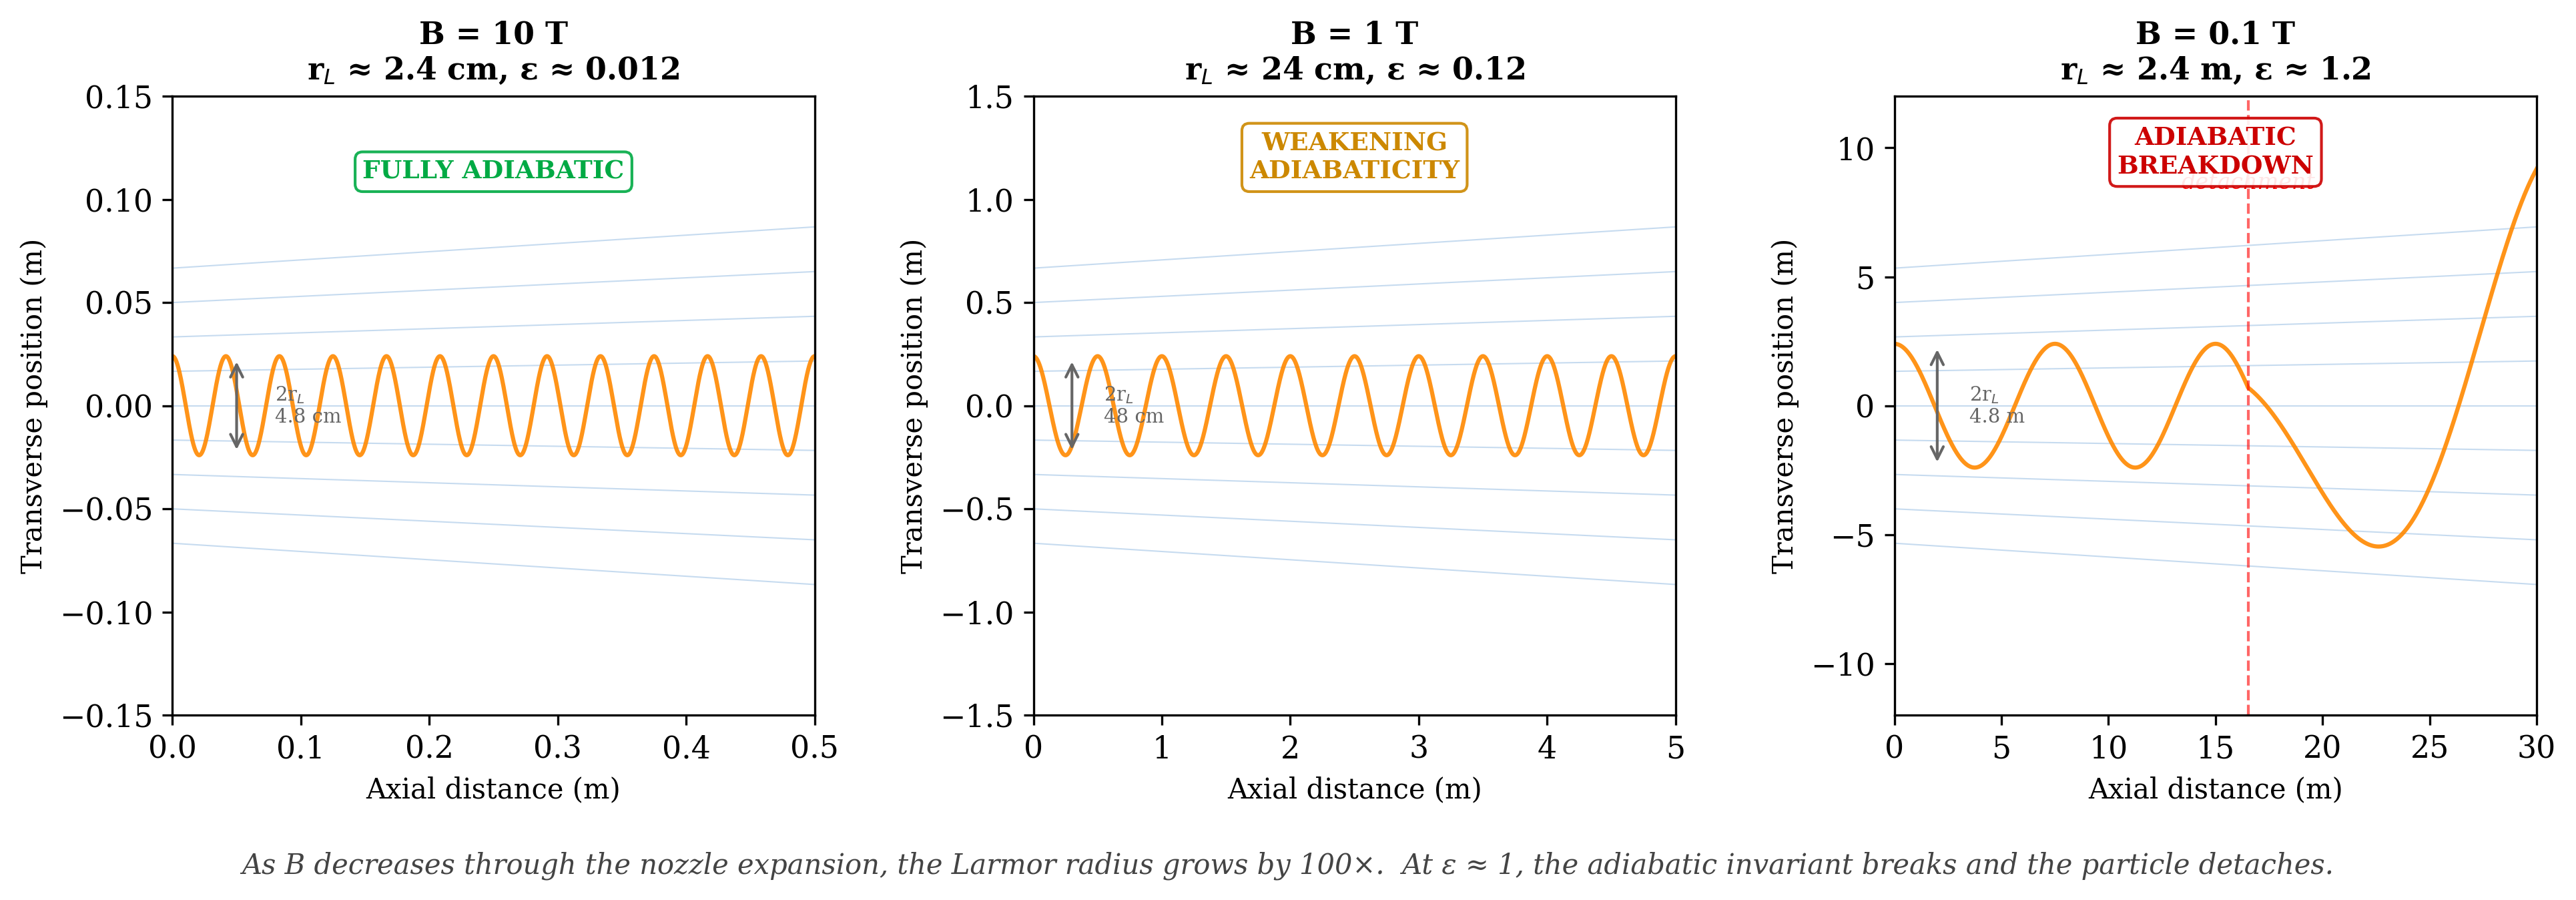 B = 10 T
r_L ≈ 2.4 cm, ε ≈ 0.012
0.15
0.10
0.05
0.00
−0.05
−0.10
−0.15
Transverse position (m)
FULLY ADIABATIC
2r_L
4.8 cm
0.0 0.1 0.2 0.3 0.4 0.5
Axial distance (m)
B = 1 T
r_L ≈ 24 cm, ε ≈ 0.12
1.5
1.0
0.5
0.0
−0.5
−1.0
−1.5
Transverse position (m)
WEAKENING
ADIABATICITY
2r_L
48 cm
0 1 2 3 4 5
Axial distance (m)
B = 0.1 T
r_L ≈ 2.4 m, ε ≈ 1.2
10
5
0
−5
−10
Transverse position (m)
ADIABATIC
BREAKDOWN
detachment
2r_L
4.8 m
0 5 10 15 20 25 30
Axial distance (m)
As B decreases through the nozzle expansion, the Larmor radius grows by 100×. At ε ≈ 1, the adiabatic invariant breaks and the particle detaches.